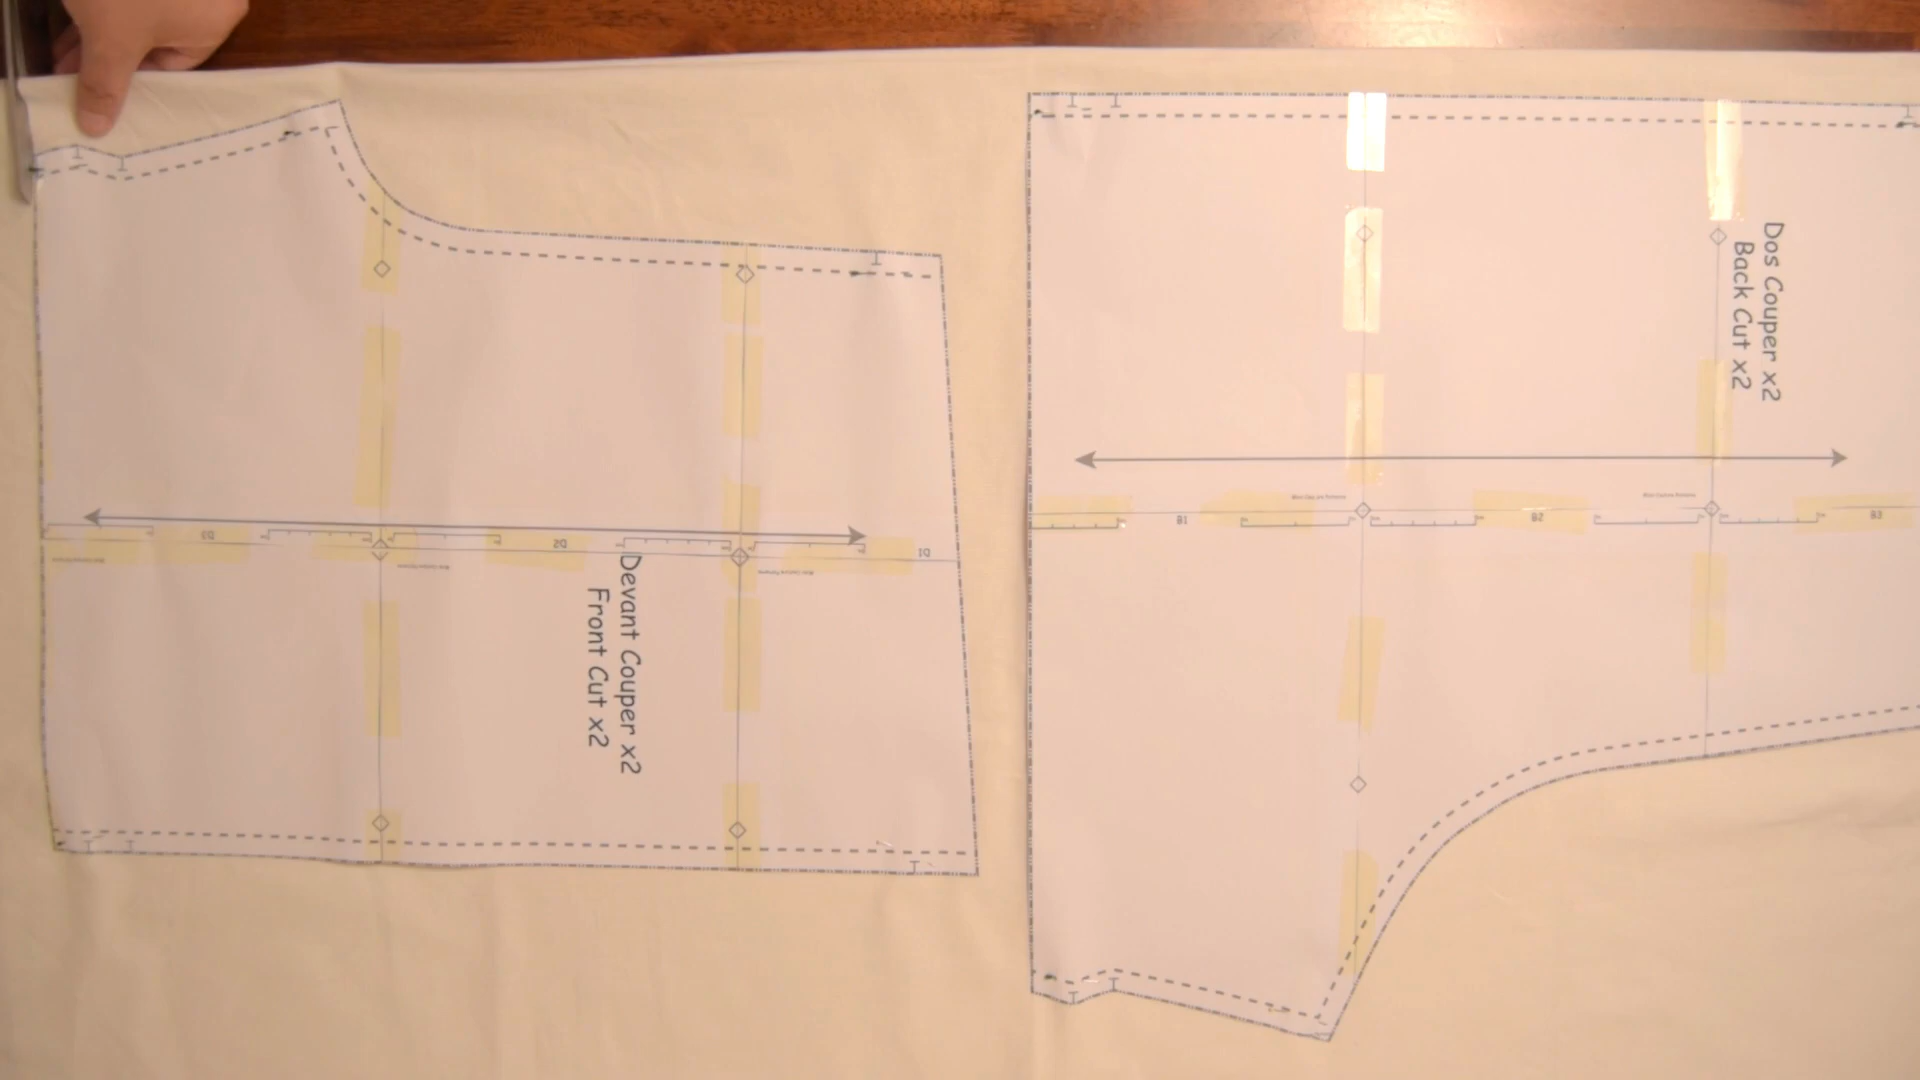 Devant Couper x2
Front Cut x2
Dos Couper x2
Back Cut x2
D3
D2
D1
B1
B2
B3